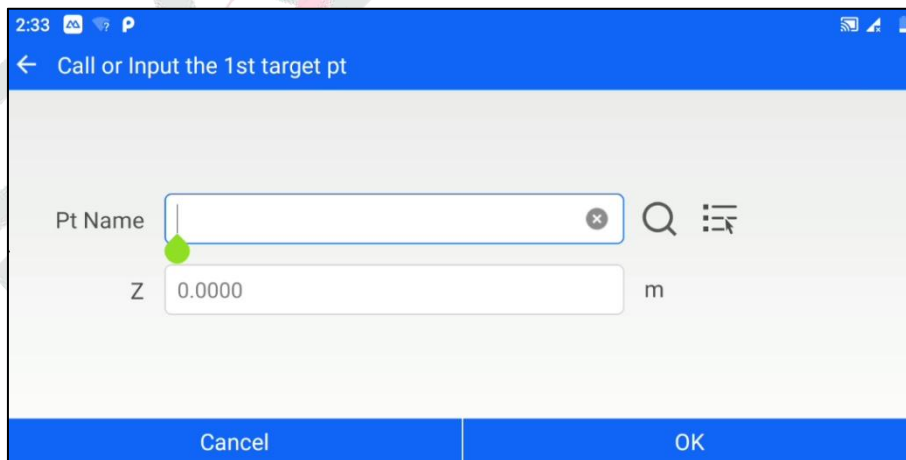 2:33
Call or Input the 1st target pt
Pt Name
Z 0.0000 m
Cancel OK